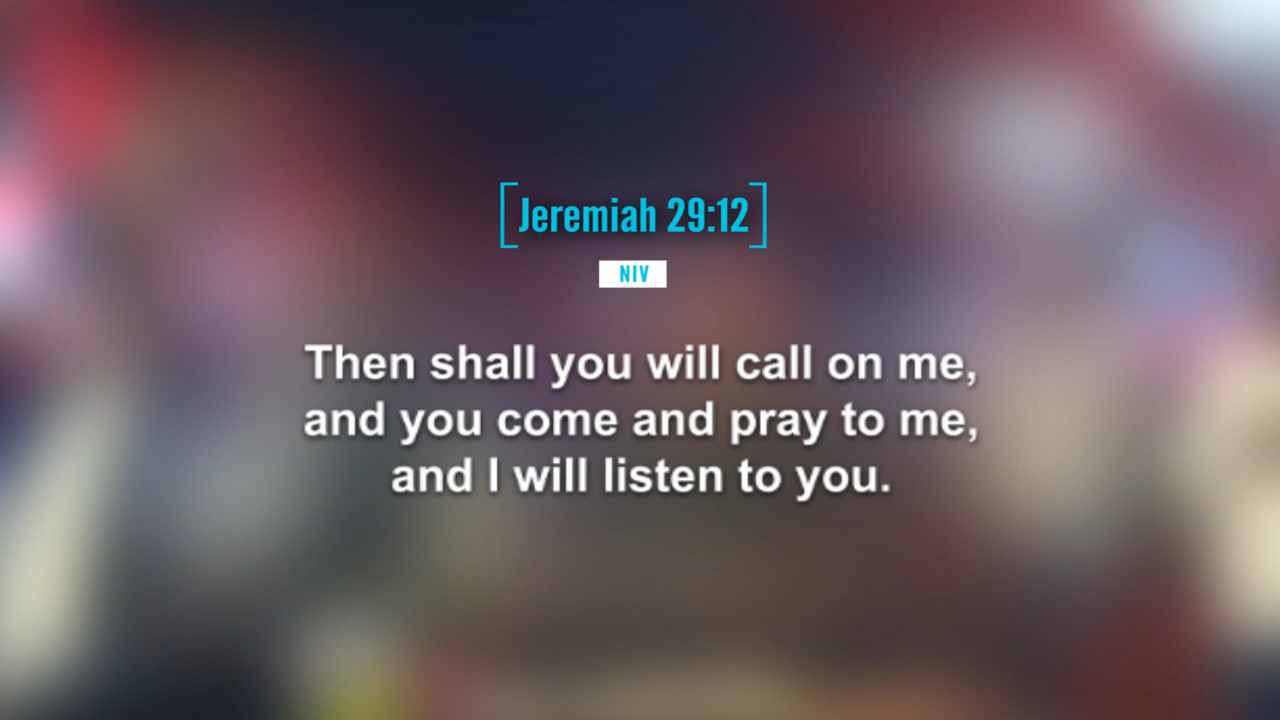 [Jeremiah 29:12]
NIV
Then shall you will call on me,
and you come and pray to me,
and I will listen to you.